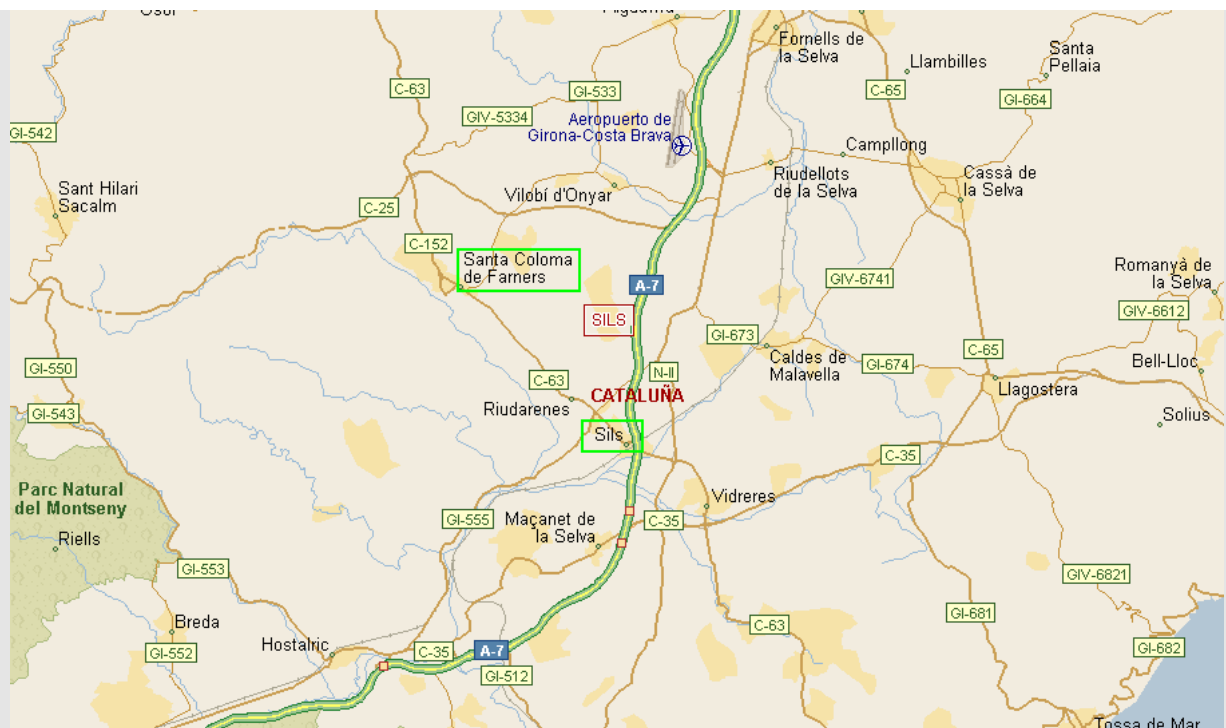 Fornells de
la Selva
Llambilles
Santa
Pellaia
C-63
GI-533
C-65
GI-664
GIV-5334
Aeropuerto de
Girona-Costa Brava
GI-542
Campllong
Riudellots
de la Selva
Cassà de
la Selva
Sant Hilari
Sacalm
Vilobí d'Onyar
C-25
C-152
Santa Coloma
de Farners
A-7
GIV-6741
Romanyà de
la Selva
GIV-6612
SILS
GI-673
Caldes de
Malavella
GI-674
C-65
Bell-Lloc
GI-550
C-63
N-II
CATALUÑA
Llagostera
Riudarenes
GI-543
Solius
Sils
C-35
Parc Natural
del Montseny
Vidreres
GI-555
Maçanet de
la Selva
C-35
Riells
GI-553
GIV-6821
Breda
GI-681
C-63
Hostalric
GI-552
C-35
A-7
GI-682
GI-512
Tossa de Mar